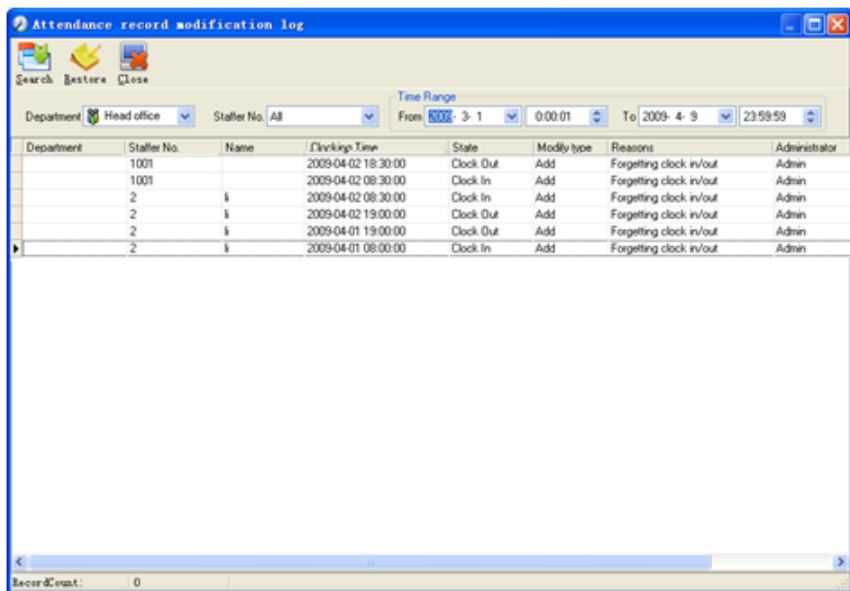 Attendance record modification log
Search Restore Close
Time Range
Department Head office Staffer No. All From 2009- 3- 1 0:00:01 To 2009- 4- 9 23:59:59
Department Staffer No. Name Clocking Time State Modify type Reasons Administrator
1001 2009-04-02 18:30:00 Clock Out Add Forgetting clock in/out Admin
1001 2009-04-02 08:30:00 Clock In Add Forgetting clock in/out Admin
2 li 2009-04-02 08:30:00 Clock In Add Forgetting clock in/out Admin
2 li 2009-04-02 19:00:00 Clock Out Add Forgetting clock in/out Admin
2 li 2009-04-01 19:00:00 Clock Out Add Forgetting clock in/out Admin
2 li 2009-04-01 08:00:00 Clock In Add Forgetting clock in/out Admin
RecordCount: 0